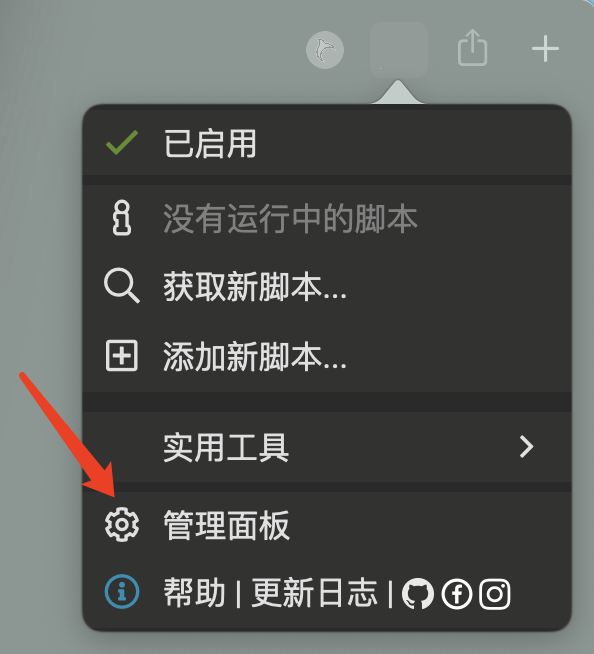 已启用
没有运行中的脚本
获取新脚本...
添加新脚本...
实用工具
管理面板
帮助 | 更新日志 |